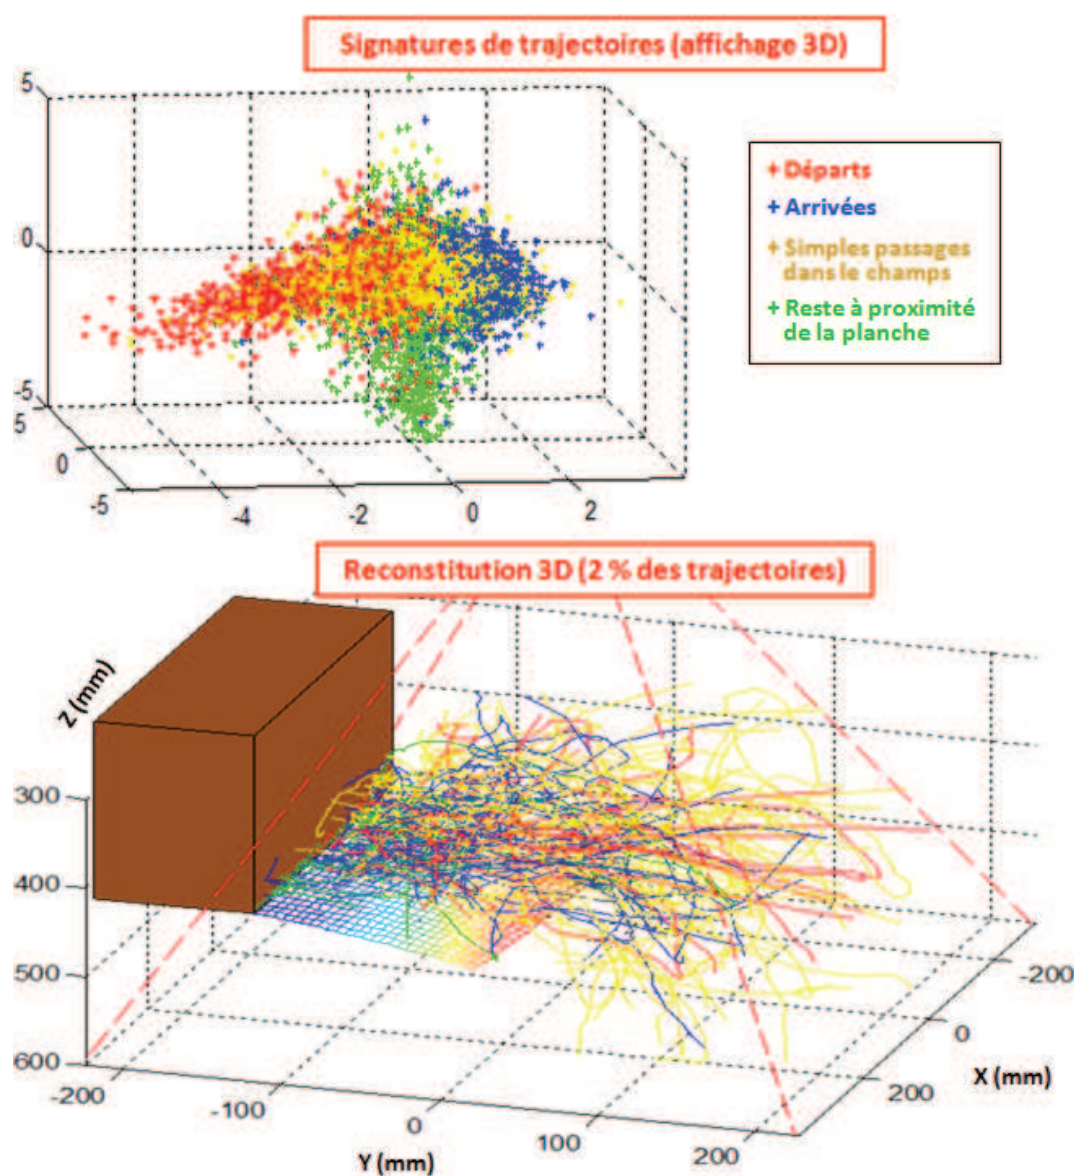 Signatures de trajectoires (affichage 3D)
5
0
-5
5
0
-5
-4
-2
0
2
+ Départs
+ Arrivées
+ Simples passages
dans le champs
+ Reste à proximité
de la planche
Reconstitution 3D (2 % des trajectoires)
Z (mm)
300
400
500
600
-200
-100
0
100
200
Y (mm)
-200
0
200
X (mm)